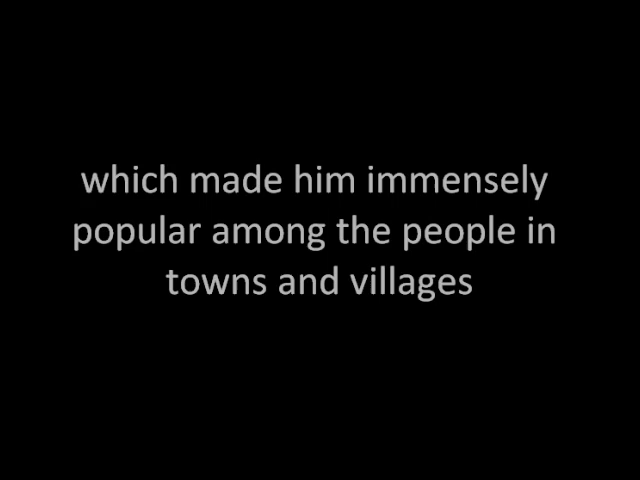 which made him immensely
popular among the people in
towns and villages